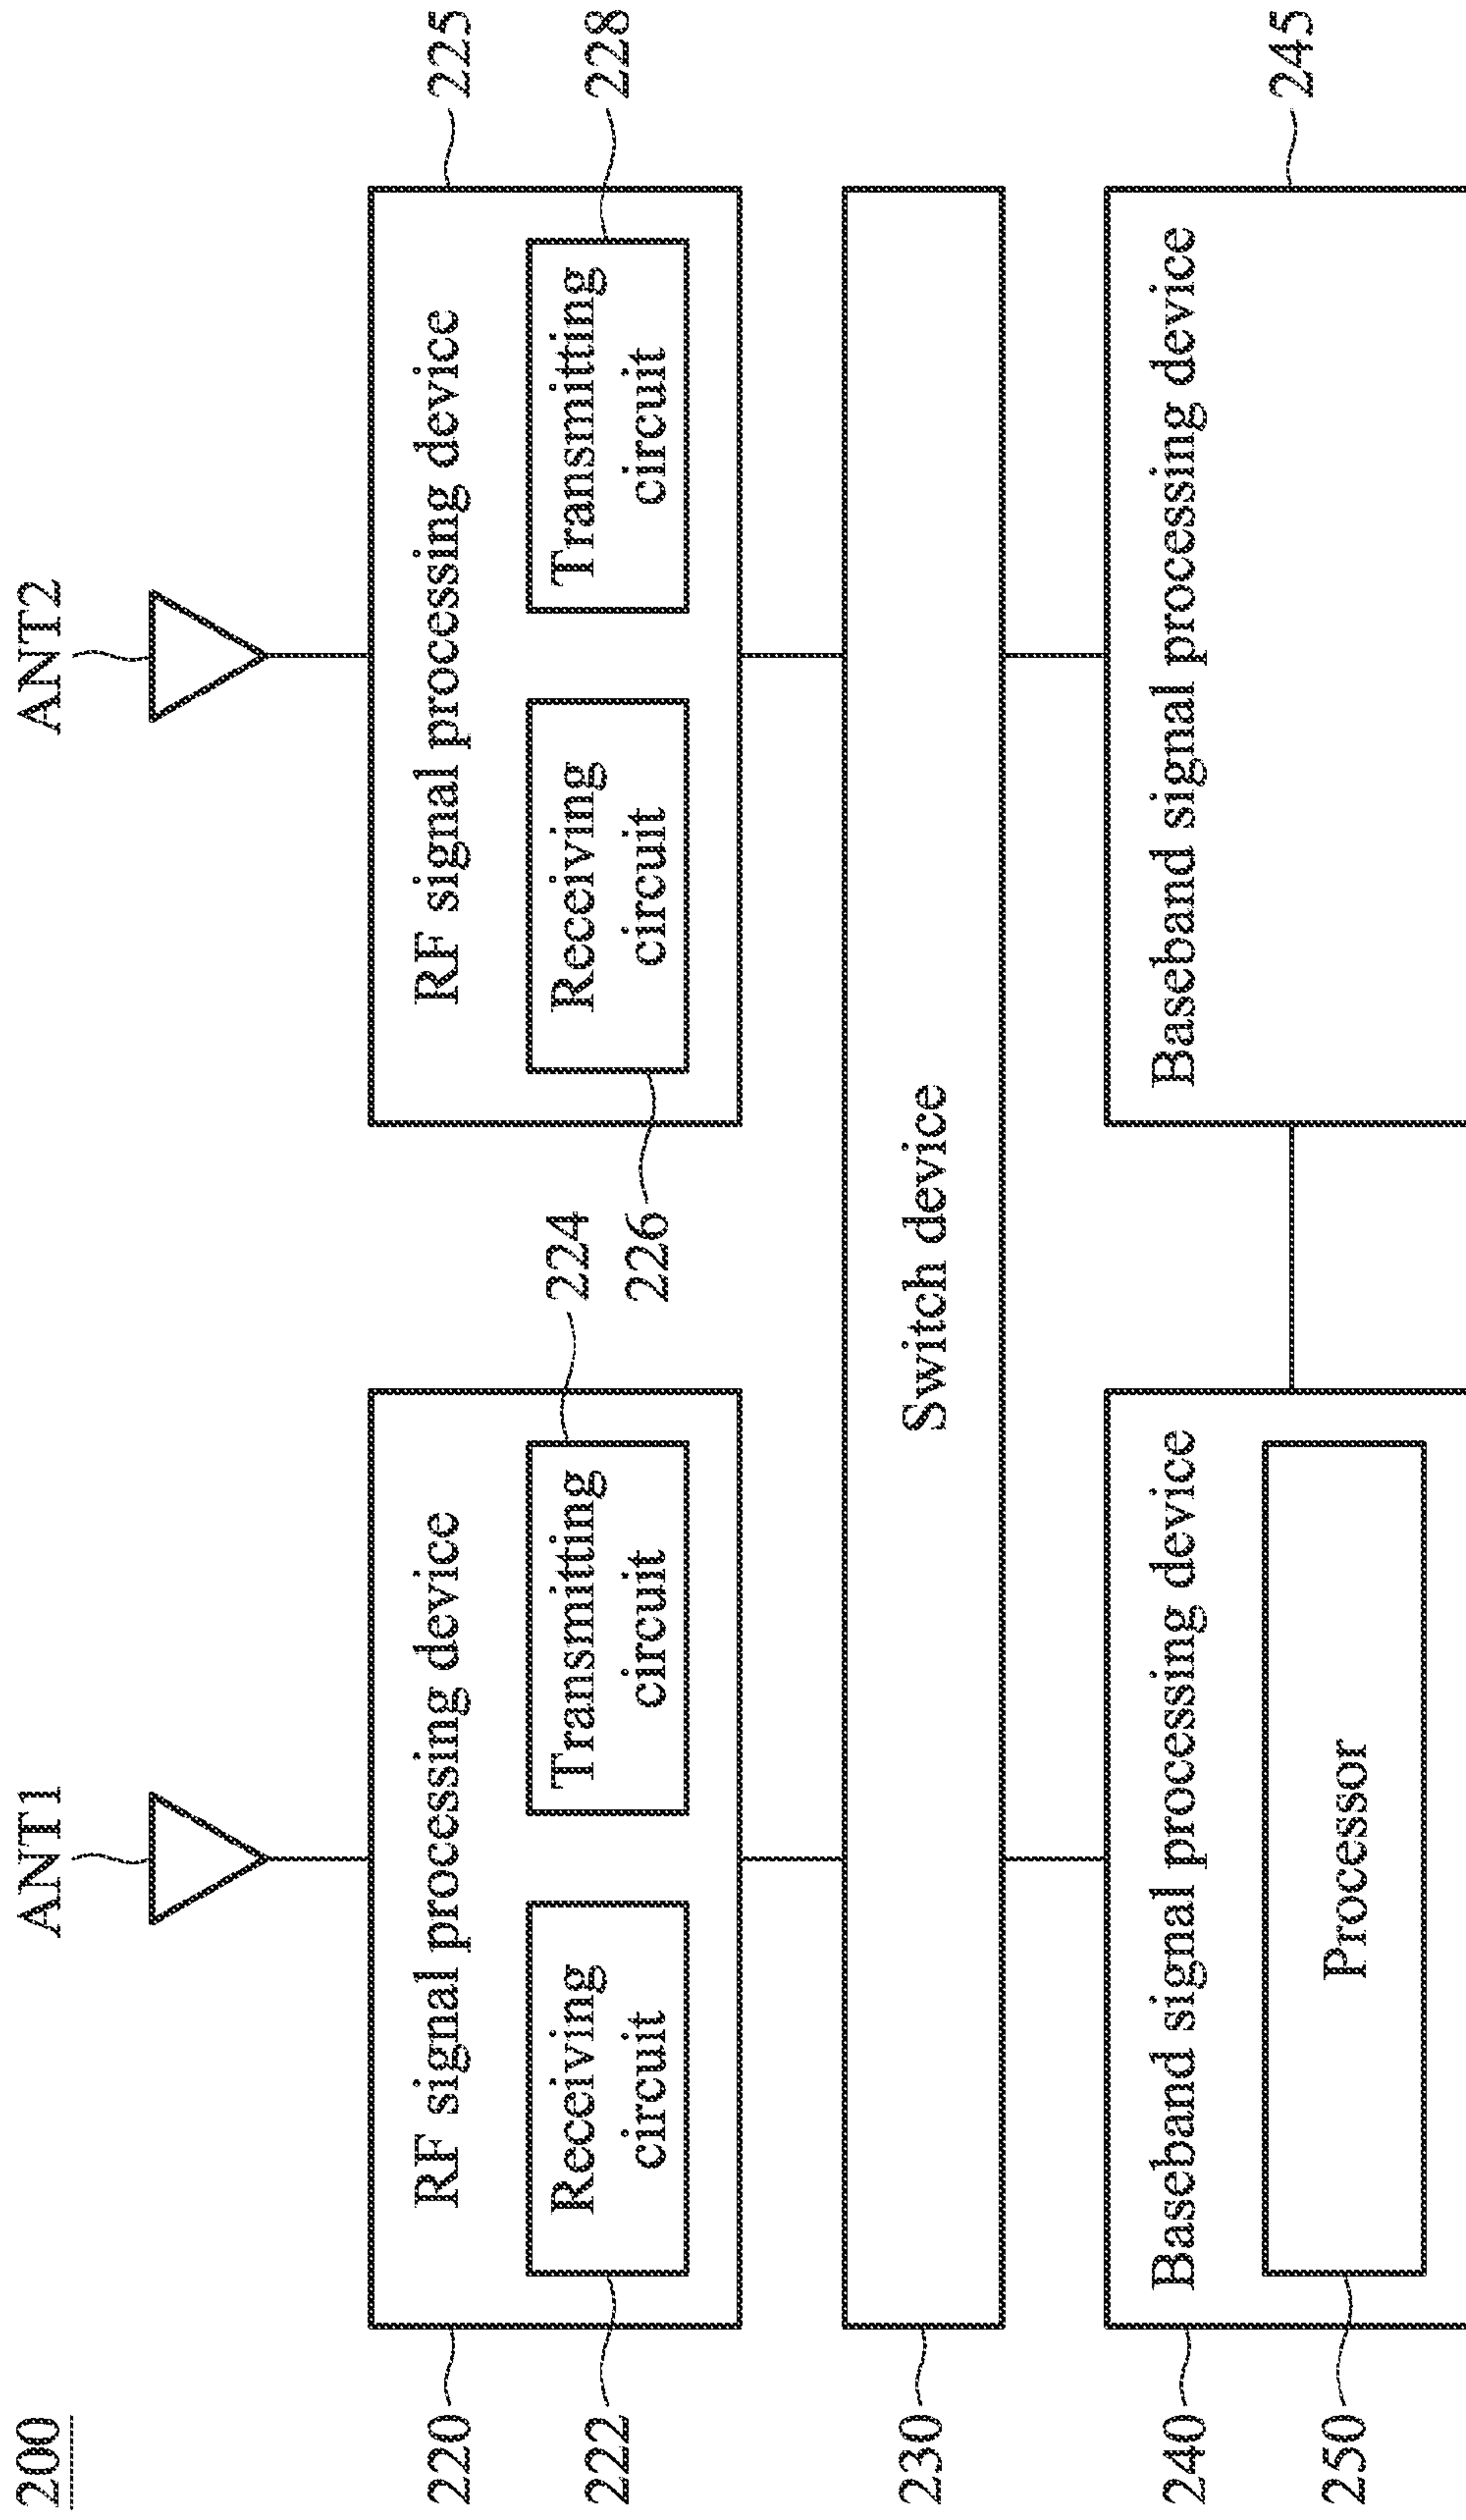 200
ANT1
ANT2
220
RF signal processing device
222
Receiving
circuit
Transmitting
circuit
224
225
RF signal processing device
226
Receiving
circuit
Transmitting
circuit
228
230
Switch device
240
Baseband signal processing device
250
Processor
Baseband signal processing device
245